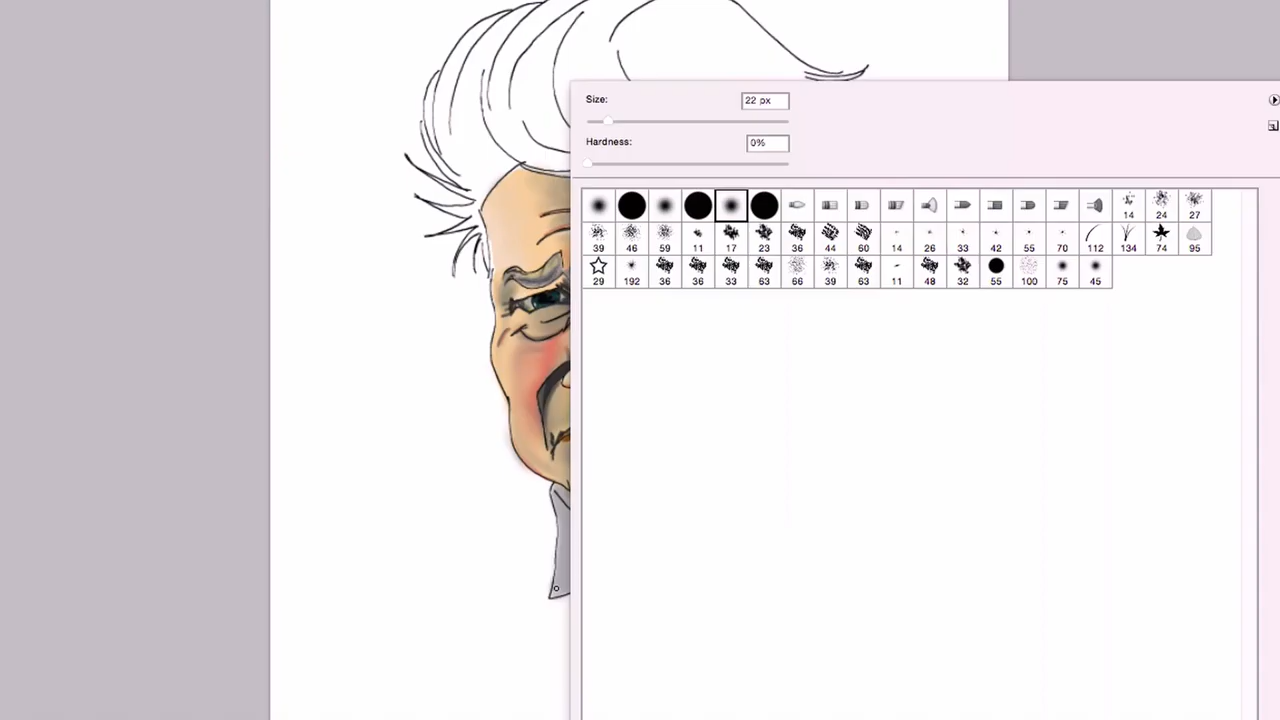 Size: 22 px
Hardness: 0%
14 24 27
39 46 59 11 17 23 36 44 60 14 26 33 42 55 70 112 134 74 95
29 192 36 36 33 63 66 39 63 11 48 32 55 100 75 45